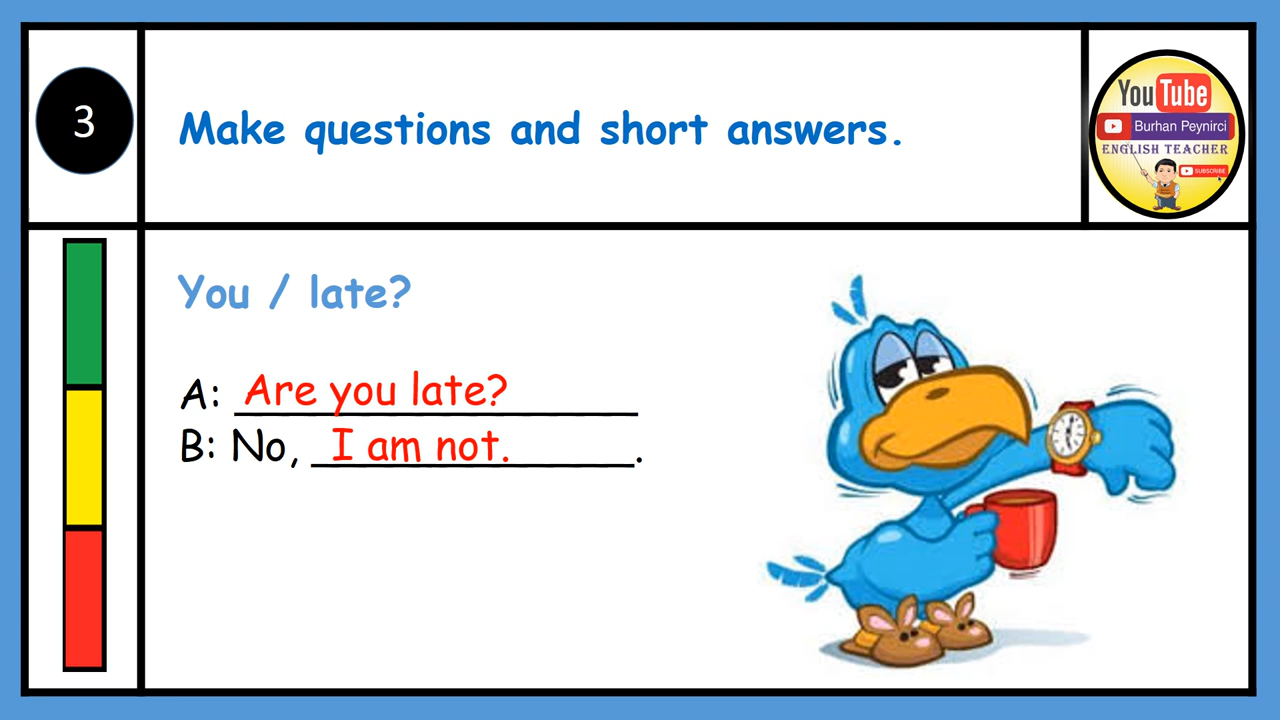 3
Make questions and short answers.
YouTube
Burhan Peynirci
ENGLISH TEACHER
SUBSCRIBE
You / late?
A: Are you late?
B: No, I am not. .